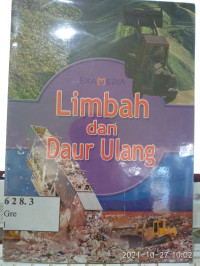 Limbah
dan
Daur Ulang
628.3
Gre
l
2021-10-27 10:02